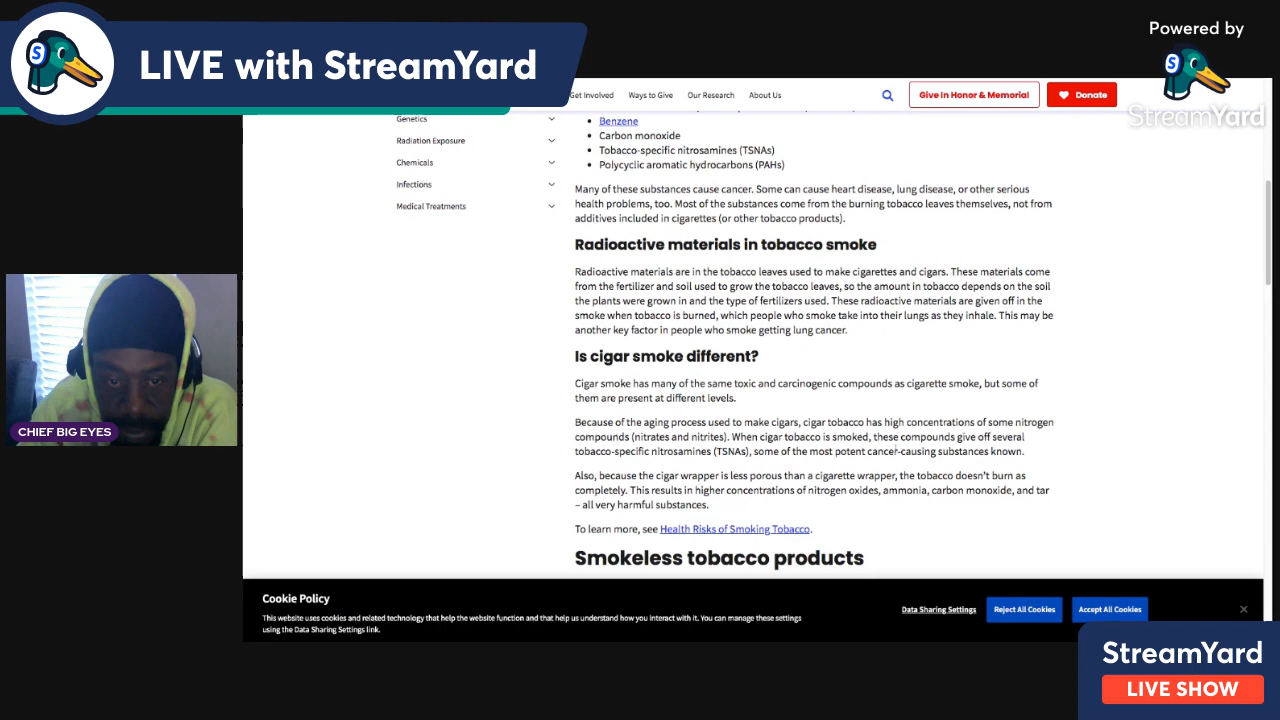 LIVE with StreamYard
Powered by
StreamYard
Get Involved
Ways to Give
Our Research
About Us
Give In Honor & Memorial
Donate
Genetics
Radiation Exposure
Chemicals
Infections
Medical Treatments
• Benzene
• Carbon monoxide
• Tobacco-specific nitrosamines (TSNAs)
• Polycyclic aromatic hydrocarbons (PAHs)
Many of these substances cause cancer. Some can cause heart disease, lung disease, or other serious
health problems, too. Most of the substances come from the burning tobacco leaves themselves, not from
additives included in cigarettes (or other tobacco products).
Radioactive materials in tobacco smoke
Radioactive materials are in the tobacco leaves used to make cigarettes and cigars. These materials come
from the fertilizer and soil used to grow the tobacco leaves, so the amount in tobacco depends on the soil
the plants were grown in and the type of fertilizers used. These radioactive materials are given off in the
smoke when tobacco is burned, which people who smoke take into their lungs as they inhale. This may be
another key factor in people who smoke getting lung cancer.
Is cigar smoke different?
Cigar smoke has many of the same toxic and carcinogenic compounds as cigarette smoke, but some of
them are present at different levels.
Because of the aging process used to make cigars, cigar tobacco has high concentrations of some nitrogen
compounds (nitrates and nitrites). When cigar tobacco is smoked, these compounds give off several
tobacco-specific nitrosamines (TSNAs), some of the most potent cancer-causing substances known.
Also, because the cigar wrapper is less porous than a cigarette wrapper, the tobacco doesn't burn as
completely. This results in higher concentrations of nitrogen oxides, ammonia, carbon monoxide, and tar
– all very harmful substances.
To learn more, see Health Risks of Smoking Tobacco.
Smokeless tobacco products
CHIEF BIG EYES
Cookie Policy
This website uses cookies and related technology that help the website function and that help us understand how you interact with it. You can manage these settings
using the Data Sharing Settings link.
Data Sharing Settings
Reject All Cookies
Accept All Cookies
StreamYard
LIVE SHOW